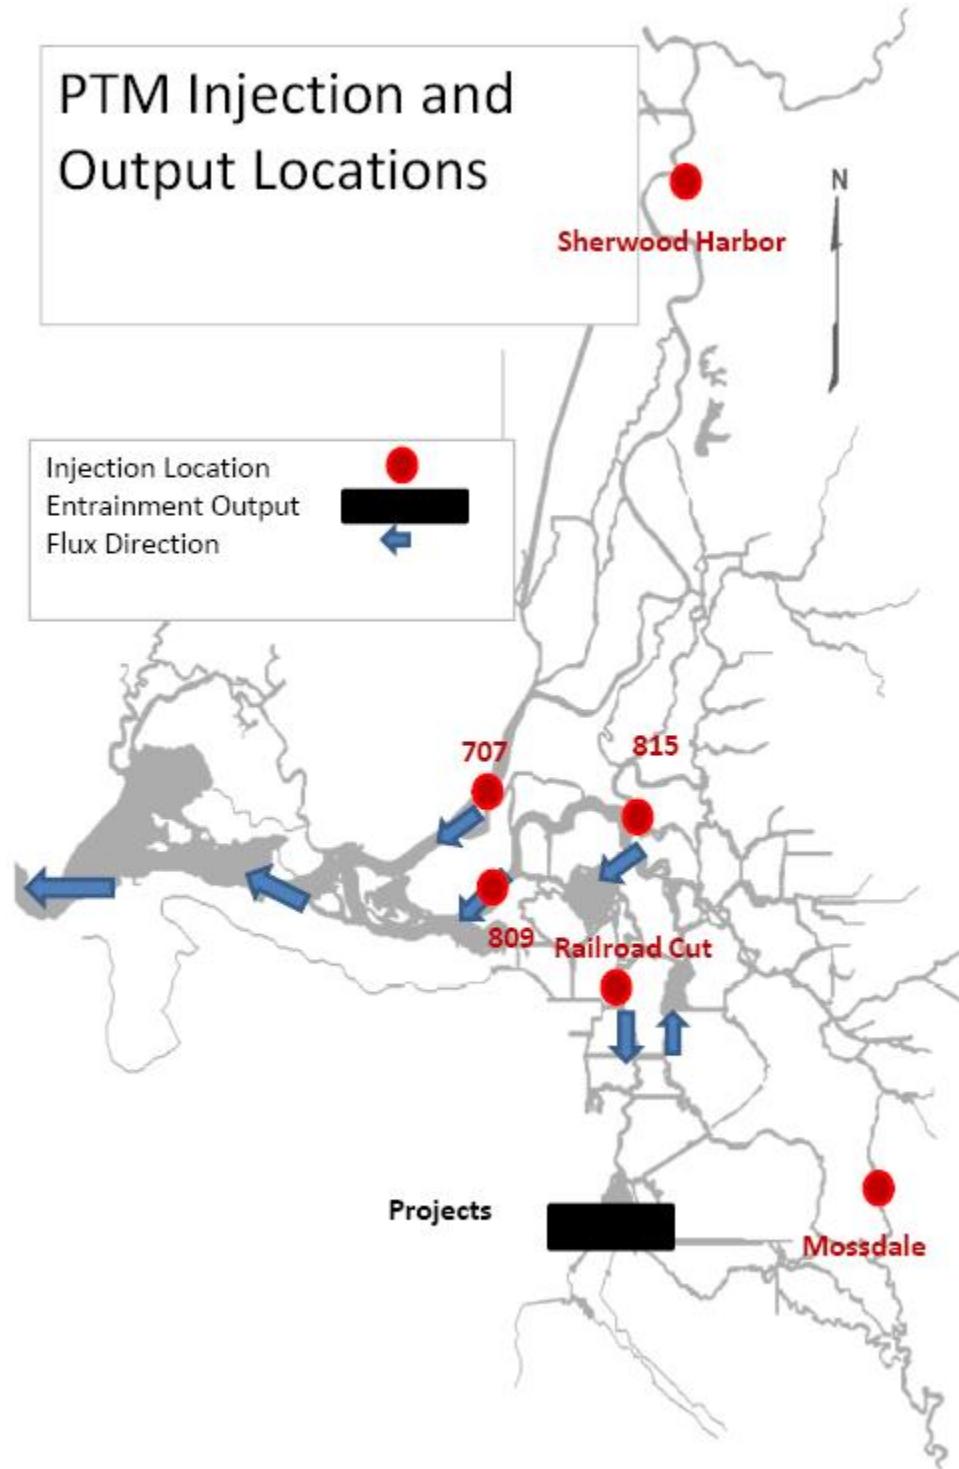 PTM Injection and
Output Locations
N
Sherwood Harbor
Injection Location
Entrainment Output
Flux Direction
707
815
809
Railroad Cut
Projects
Mossdale